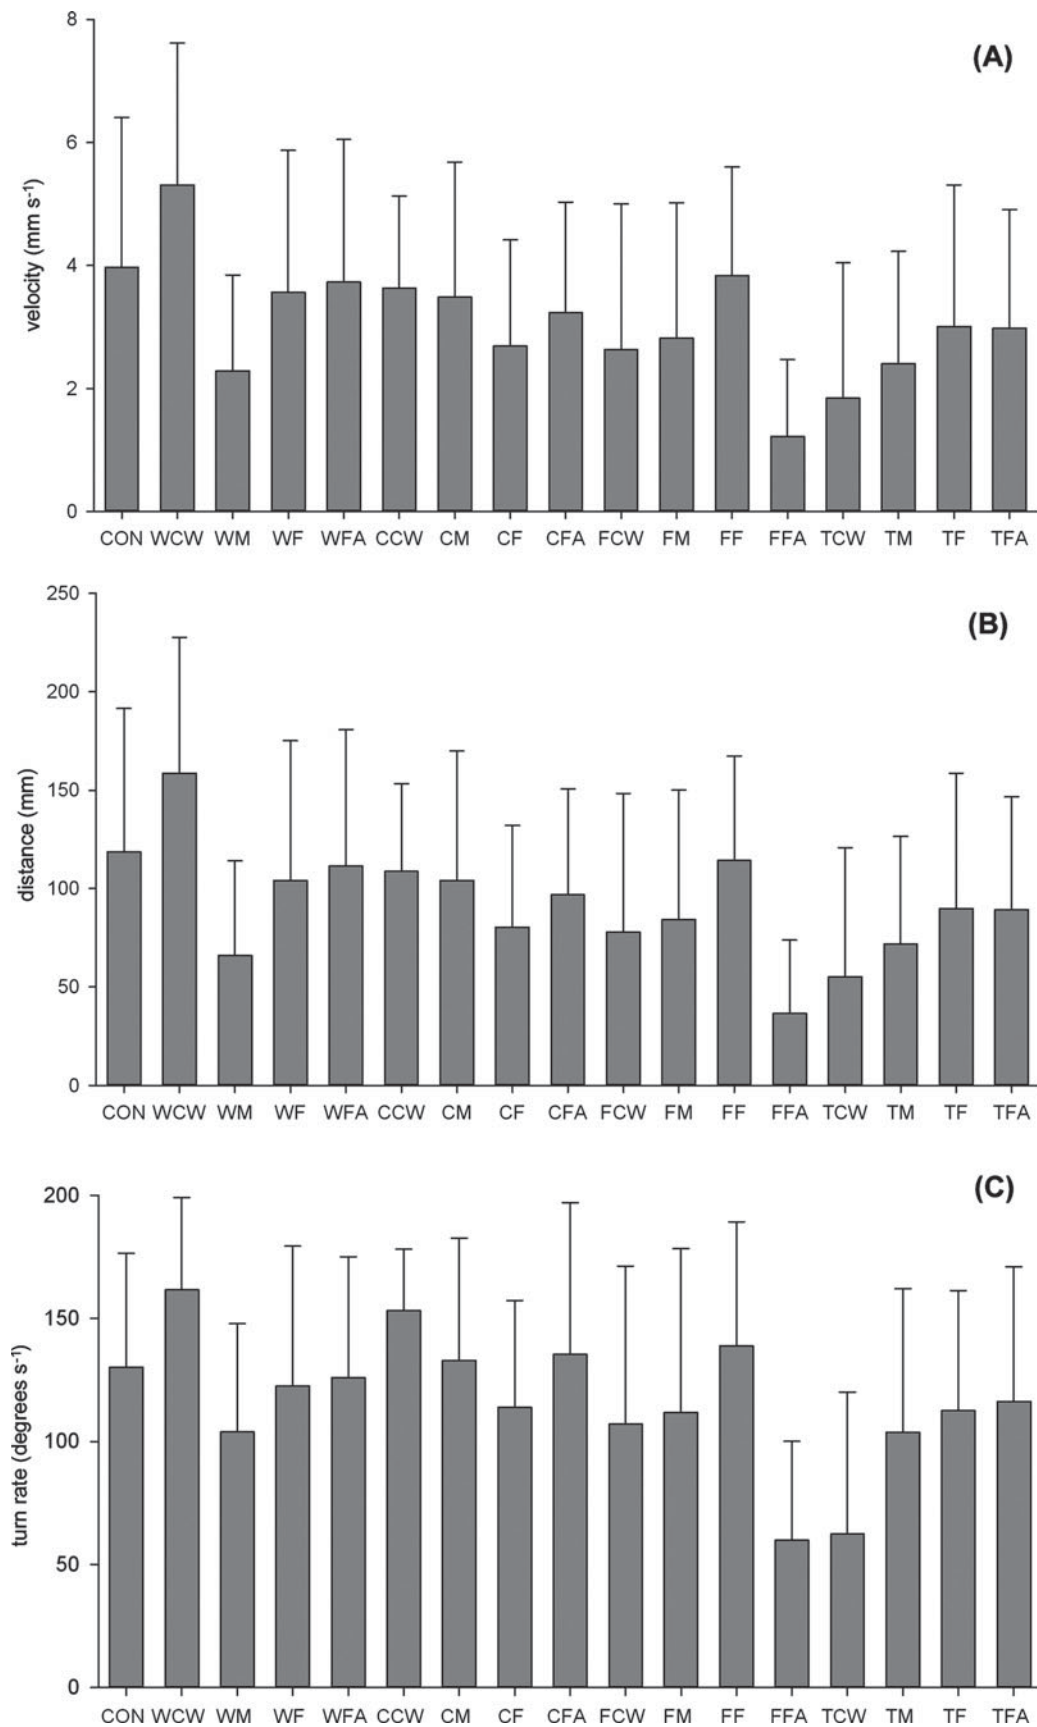 (A)
velocity (mm s⁻¹)
8
6
4
2
0
CON WCW WM WF WFA CCW CM CF CFA FCW FM FF FFA TCW TM TF TFA
(B)
distance (mm)
250
200
150
100
50
0
CON WCW WM WF WFA CCW CM CF CFA FCW FM FF FFA TCW TM TF TFA
(C)
turn rate (degrees s⁻¹)
200
150
100
50
0
CON WCW WM WF WFA CCW CM CF CFA FCW FM FF FFA TCW TM TF TFA